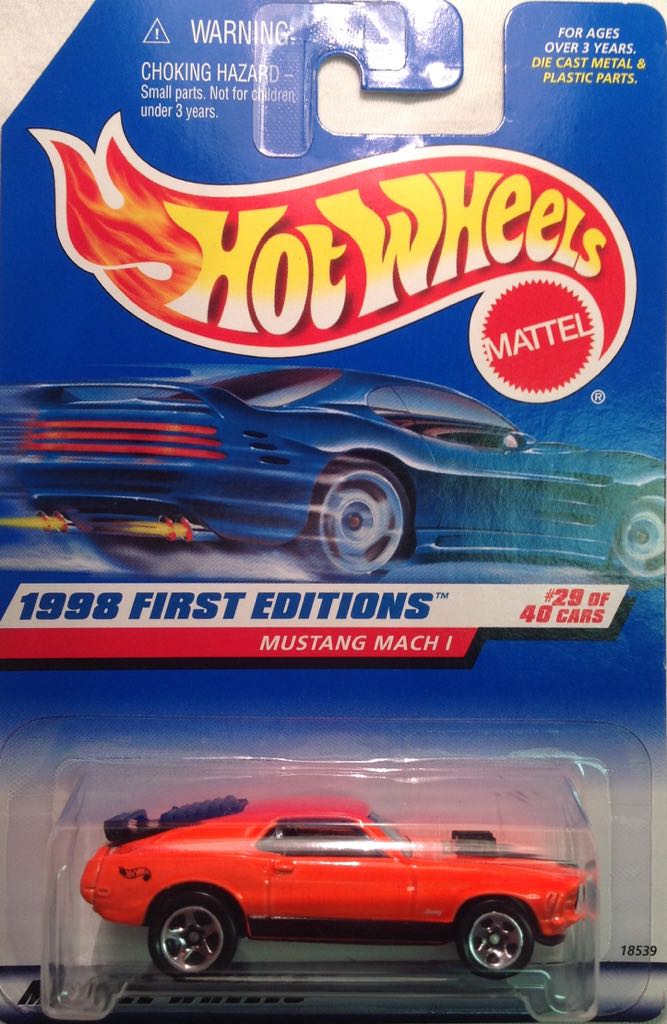 WARNING:
CHOKING HAZARD –
Small parts. Not for children
under 3 years.
FOR AGES
OVER 3 YEARS.
DIE CAST METAL &
PLASTIC PARTS.
HOT WHEELS
MATTEL
®
1998 FIRST EDITIONS™
#29 OF
40 CARS
MUSTANG MACH I
18539